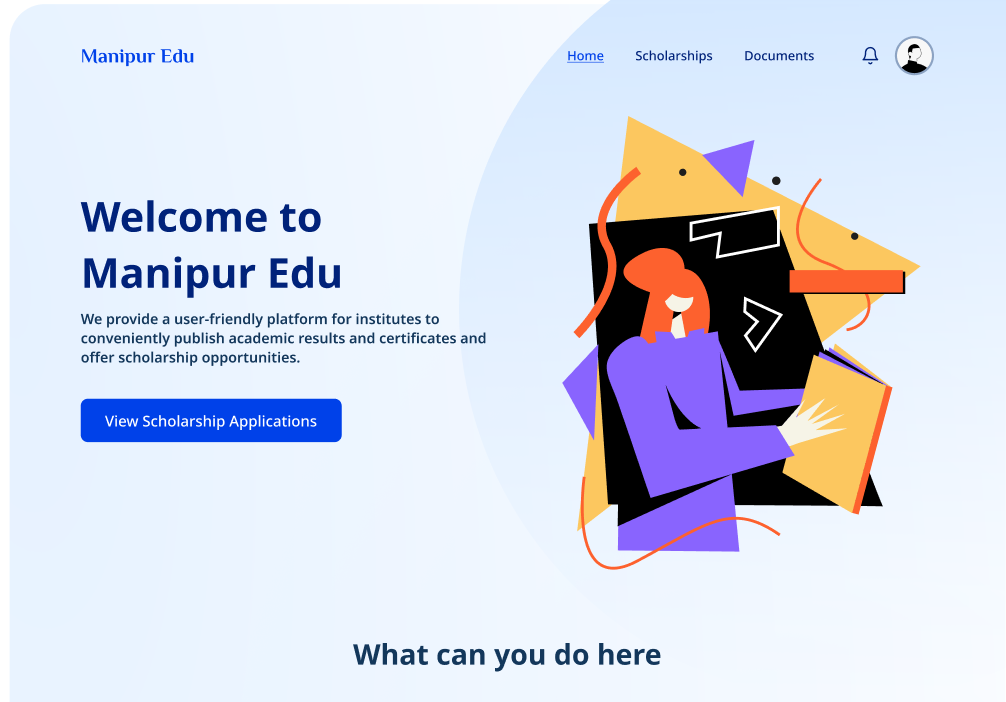 Manipur Edu
Home Scholarships Documents
Welcome to
Manipur Edu
We provide a user-friendly platform for institutes to
conveniently publish academic results and certificates and
offer scholarship opportunities.
View Scholarship Applications
What can you do here